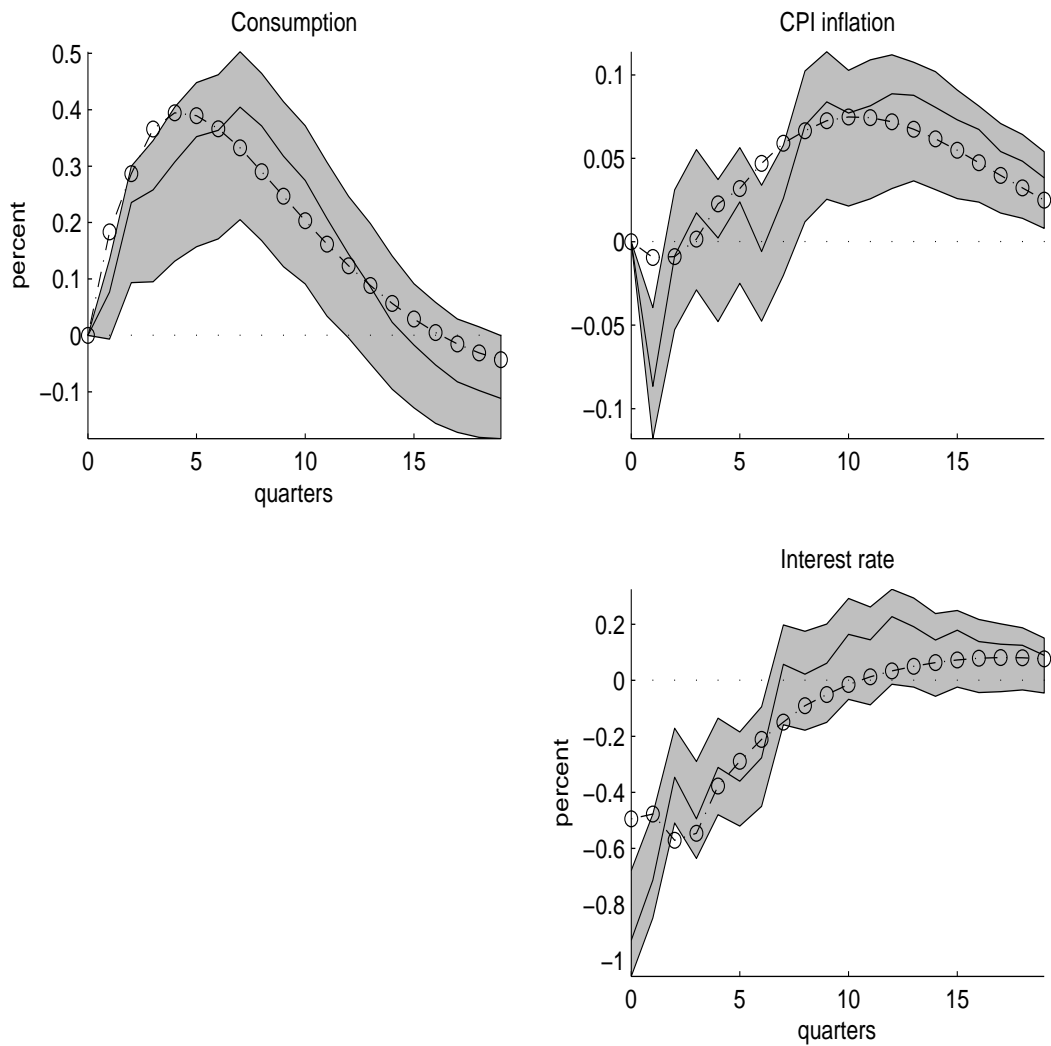 Consumption
0.5
0.4
0.3
0.2
0.1
0
−0.1
percent
0 5 10 15
quarters
CPI inflation
0.1
0.05
0
−0.05
−0.1
0 5 10 15
Interest rate
0.2
0
−0.2
−0.4
−0.6
−0.8
−1
percent
0 5 10 15
quarters